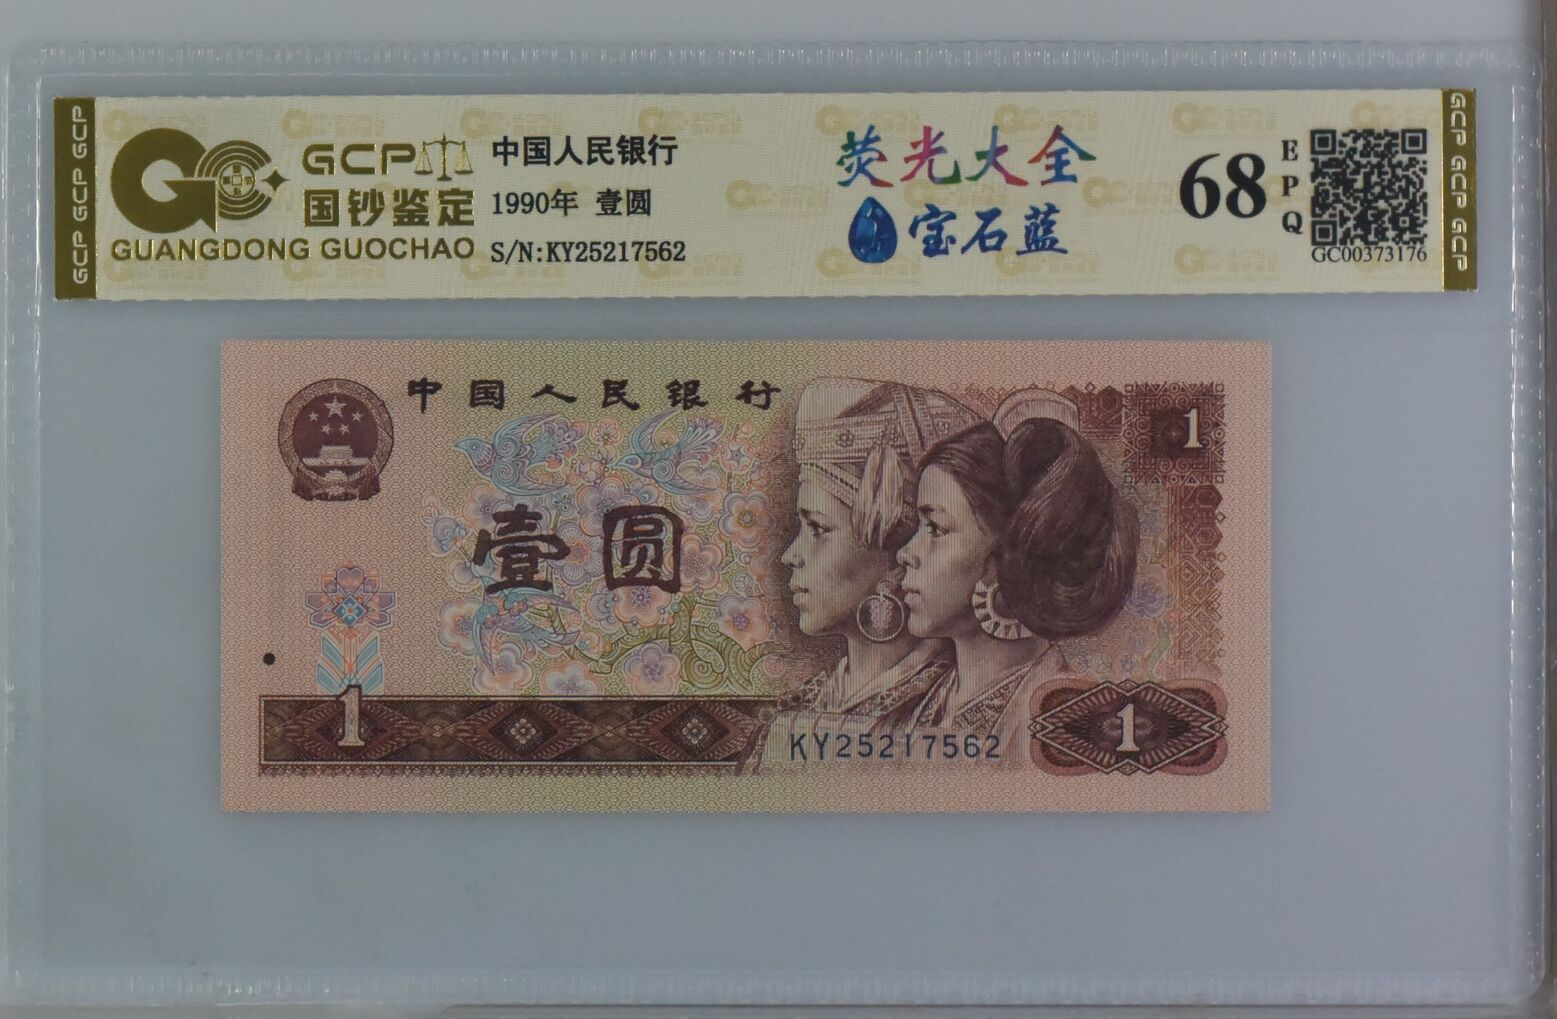 GCP GCP GCP
GCP
国钞鉴定
GUANGDONG GUOCHAO
中国人民银行
1990年 壹圆
S/N:KY25217562
荧光大全
宝石蓝
68
EPQ
GC00373176
GCP GCP GCP
中国人民银行
1
壹圆
1
KY25217562
1